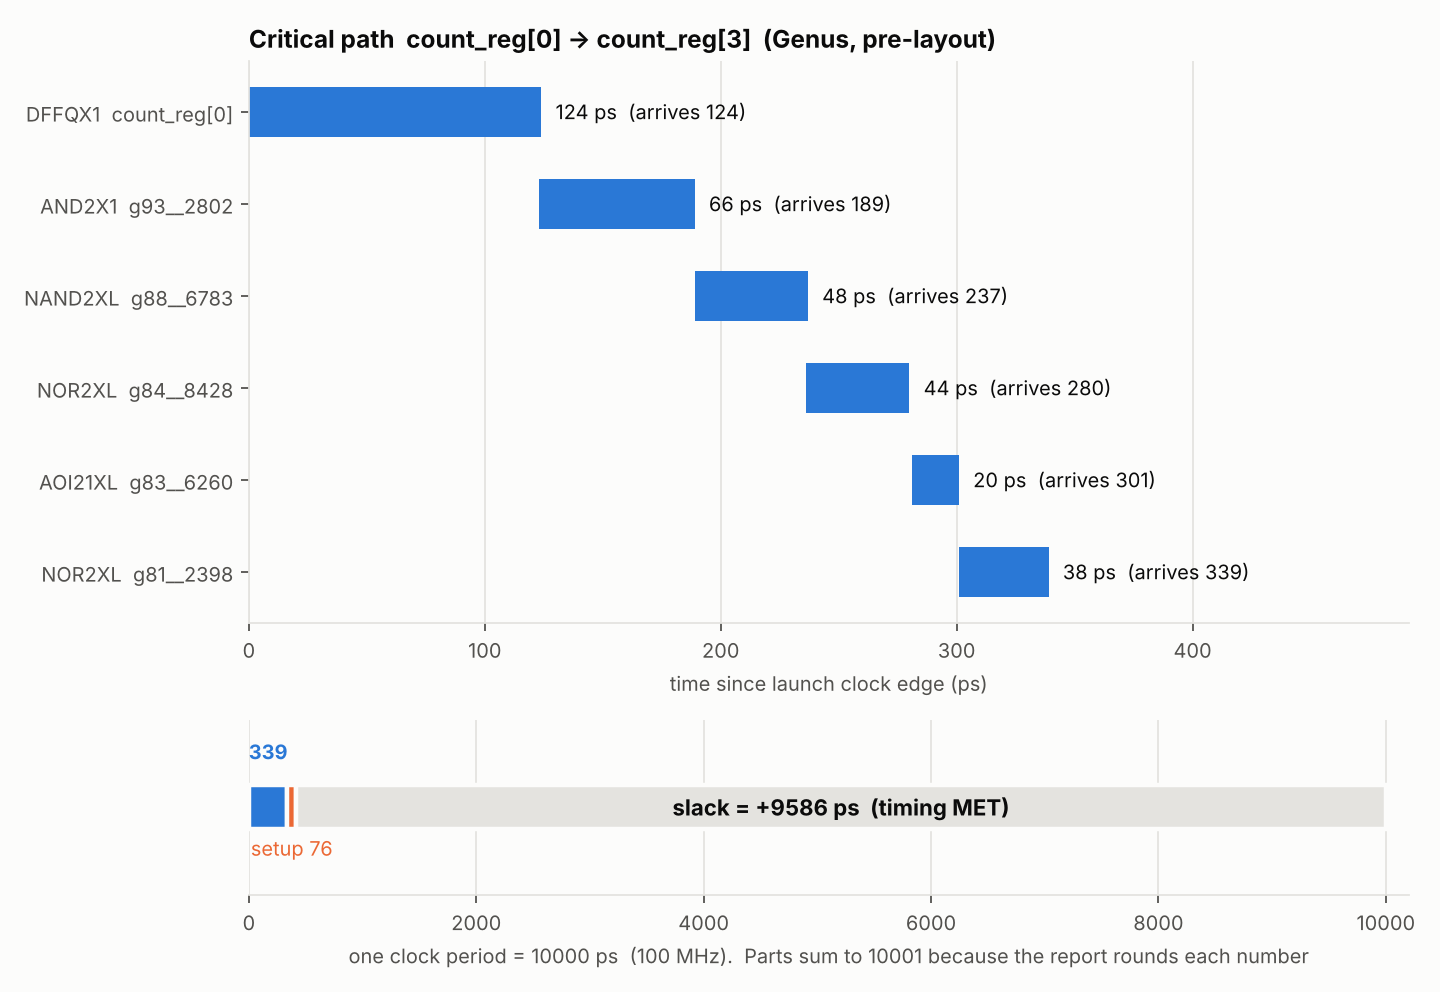 Critical path  count_reg[0] → count_reg[3]  (Genus, pre-layout)
DFFQX1  count_reg[0]
124 ps  (arrives 124)
AND2X1  g93__2802
66 ps  (arrives 189)
NAND2XL  g88__6783
48 ps  (arrives 237)
NOR2XL  g84__8428
44 ps  (arrives 280)
AOI21XL  g83__6260
20 ps  (arrives 301)
NOR2XL  g81__2398
38 ps  (arrives 339)
0 100 200 300 400
time since launch clock edge (ps)
339
slack = +9586 ps  (timing MET)
setup 76
0 2000 4000 6000 8000 10000
one clock period = 10000 ps  (100 MHz).  Parts sum to 10001 because the report rounds each number